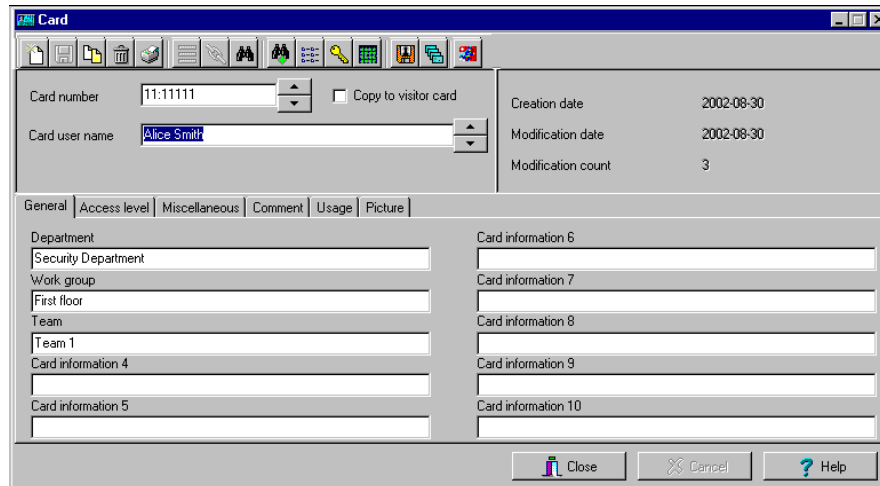 Card
Card number 11:11111 Copy to visitor card
Card user name Alice Smith
Creation date 2002-08-30
Modification date 2002-08-30
Modification count 3
General Access level Miscellaneous Comment Usage Picture
Department
Security Department
Work group
First floor
Team
Team 1
Card information 4
Card information 5
Card information 6
Card information 7
Card information 8
Card information 9
Card information 10
Close Cancel Help